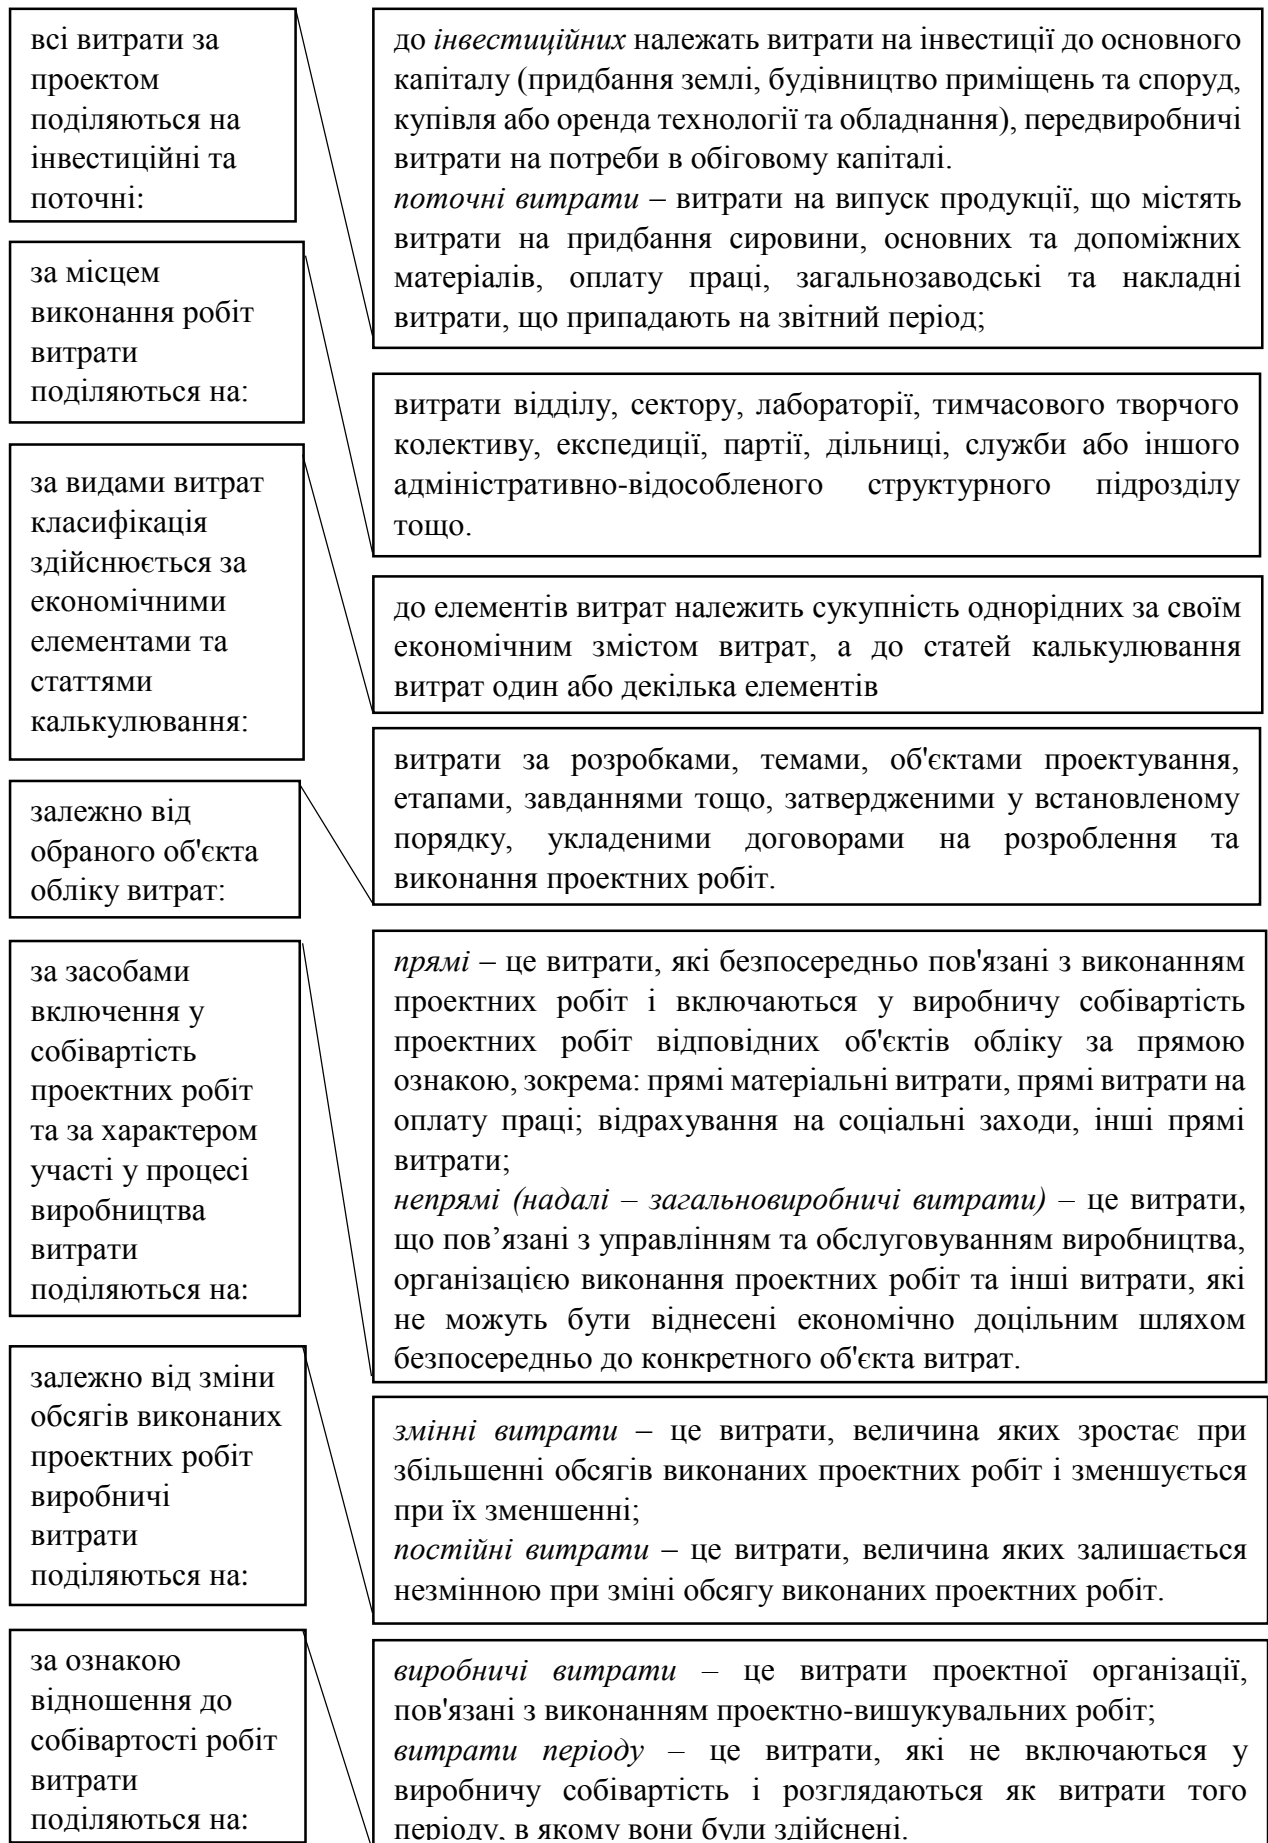 всі витрати за
проектом
поділяються на
інвестиційні та
поточні:
до інвестиційних належать витрати на інвестиції до основного
капіталу (придбання землі, будівництво приміщень та споруд,
купівля або оренда технології та обладнання), передвиробничі
витрати на потреби в обіговому капіталі.
поточні витрати – витрати на випуск продукції, що містять
витрати на придбання сировини, основних та допоміжних
матеріалів, оплату праці, загальнозаводські та накладні
витрати, що припадають на звітний період;
за місцем
виконання робіт
витрати
поділяються на:
витрати відділу, сектору, лабораторії, тимчасового творчого
колективу, експедиції, партії, дільниці, служби або іншого
адміністративно-відособленого структурного підрозділу
тощо.
за видами витрат
класифікація
здійснюється за
економічними
елементами та
статтями
калькулювання:
до елементів витрат належить сукупність однорідних за своїм
економічним змістом витрат, а до статей калькулювання
витрат один або декілька елементів
залежно від
обраного об'єкта
обліку витрат:
витрати за розробками, темами, об'єктами проектування,
етапами, завданнями тощо, затвердженими у встановленому
порядку, укладеними договорами на розроблення та
виконання проектних робіт.
за засобами
включення у
собівартість
проектних робіт
та за характером
участі у процесі
виробництва
витрати
поділяються на:
прямі – це витрати, які безпосередньо пов'язані з виконанням
проектних робіт і включаються у виробничу собівартість
проектних робіт відповідних об'єктів обліку за прямою
ознакою, зокрема: прямі матеріальні витрати, прямі витрати на
оплату праці; відрахування на соціальні заходи, інші прямі
витрати;
непрямі (надалі – загальновиробничі витрати) – це витрати,
що пов’язані з управлінням та обслуговуванням виробництва,
організацією виконання проектних робіт та інші витрати, які
не можуть бути віднесені економічно доцільним шляхом
безпосередньо до конкретного об'єкта витрат.
залежно від зміни
обсягів виконаних
проектних робіт
виробничі
витрати
поділяються на:
змінні витрати – це витрати, величина яких зростає при
збільшенні обсягів виконаних проектних робіт і зменшується
при їх зменшенні;
постійні витрати – це витрати, величина яких залишається
незмінною при зміні обсягу виконаних проектних робіт.
за ознакою
відношення до
собівартості робіт
витрати
поділяються на:
виробничі витрати – це витрати проектної організації,
пов'язані з виконанням проектно-вишукувальних робіт;
витрати періоду – це витрати, які не включаються у
виробничу собівартість і розглядаються як витрати того
періоду, в якому вони були здійснені.